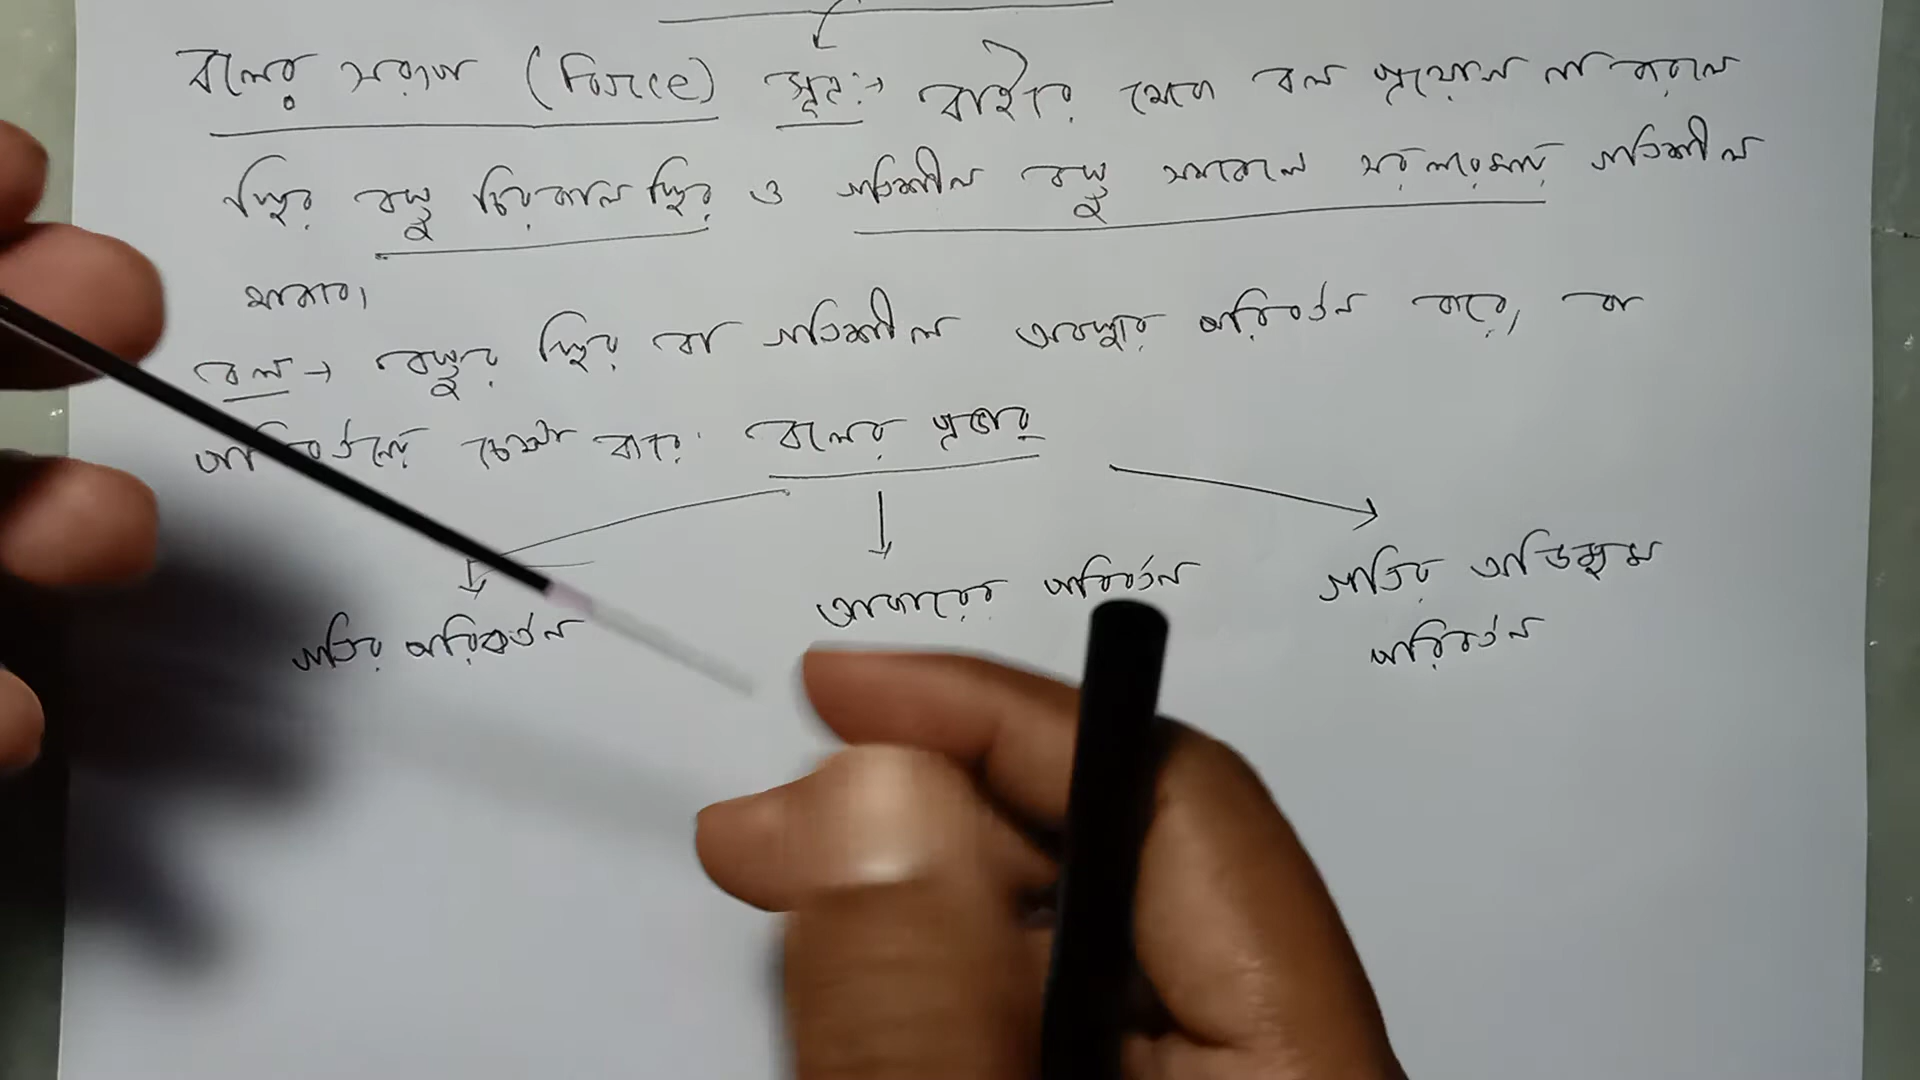 বলের স্বরূপ (Force) সূত্র:→ বাইরে থেকে বল প্রয়োগ না করলে
স্থির বস্তু চিরকাল স্থির ও গতিশীল বস্তু সমবেগে সরলরেখায় গতিশীল
থাকবে।
বল → বস্তুর স্থির বা গতিশীল অবস্থার পরিবর্তন করে, বা
পরিবর্তনের চেষ্টা করে
বলের প্রভাব
গতির পরিবর্তন
আকারের পরিবর্তন
গতির অভিমুখ
পরিবর্তন